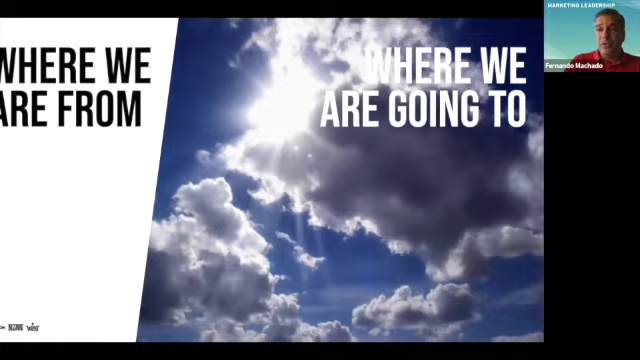 WHERE WE
ARE FROM
WHERE WE
ARE GOING TO
MARKETING LEADERSHIP
Fernando Machado